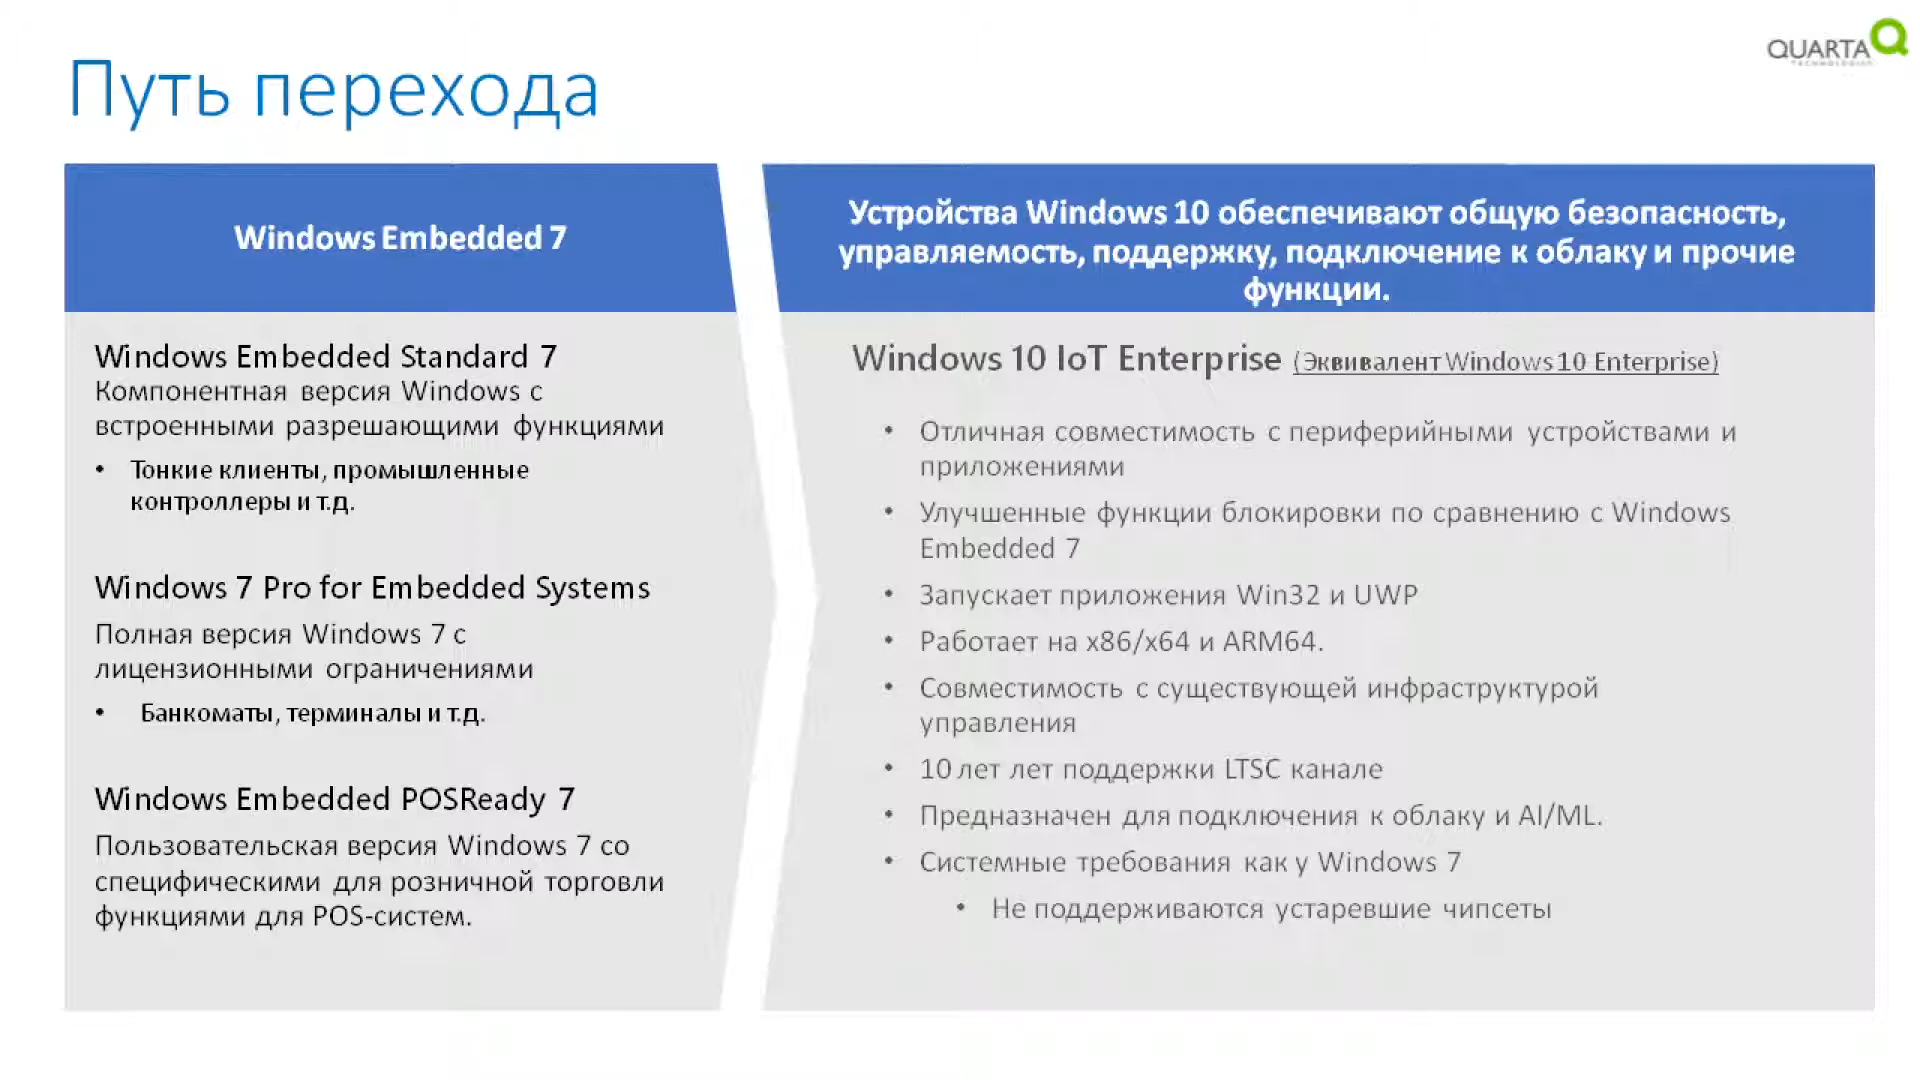 Путь перехода
QUARTA
TECHNOLOGIES
Windows Embedded 7
Windows Embedded Standard 7
Компонентная версия Windows с
встроенными разрешающими функциями
• Тонкие клиенты, промышленные
контроллеры и т.д.
Windows 7 Pro for Embedded Systems
Полная версия Windows 7 с
лицензионными ограничениями
• Банкоматы, терминалы и т.д.
Windows Embedded POSReady 7
Пользовательская версия Windows 7 со
специфическими для розничной торговли
функциями для POS-систем.
Устройства Windows 10 обеспечивают общую безопасность,
управляемость, поддержку, подключение к облаку и прочие
функции.
Windows 10 IoT Enterprise (Эквивалент Windows 10 Enterprise)
• Отличная совместимость с периферийными устройствами и
приложениями
• Улучшенные функции блокировки по сравнению с Windows
Embedded 7
• Запускает приложения Win32 и UWP
• Работает на x86/x64 и ARM64.
• Совместимость с существующей инфраструктурой
управления
• 10 лет лет поддержки LTSC канале
• Предназначен для подключения к облаку и AI/ML.
• Системные требования как у Windows 7
• Не поддерживаются устаревшие чипсеты